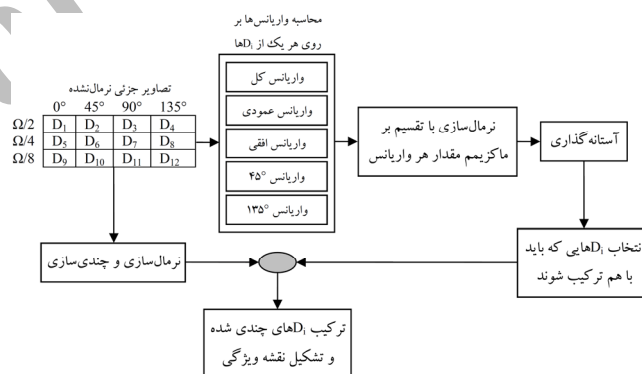 محاسبه واریانس‌ها بر
روی هر یک از Dᵢها
تصاویر جزئی نرمال‌نشده
0° 45° 90° 135°
Ω/2 D₁ D₂ D₃ D₄
Ω/4 D₅ D₆ D₇ D₈
Ω/8 D₉ D₁₀ D₁₁ D₁₂
واریانس کل
واریانس عمودی
واریانس افقی
واریانس ۴۵°
واریانس ۱۳۵°
نرمال‌سازی با تقسیم بر
ماکزیمم مقدار هر واریانس
آستانه گذاری
نتخاب Dᵢهایی که باید
با هم ترکیب شوند
نرمال‌سازی و چندی‌سازی
ترکیب Dᵢهای چندی شده
و تشکیل نقشه ویژگی